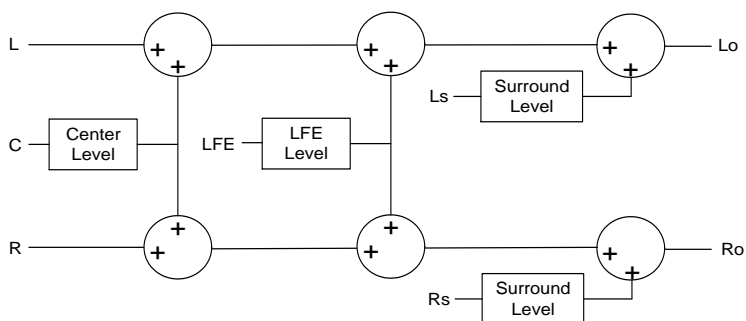 L
+
+
+
+
+
+
Lo
Ls
Surround
Level
C
Center
Level
LFE
LFE
Level
R
+
+
+
+
+
+
Ro
Rs
Surround
Level